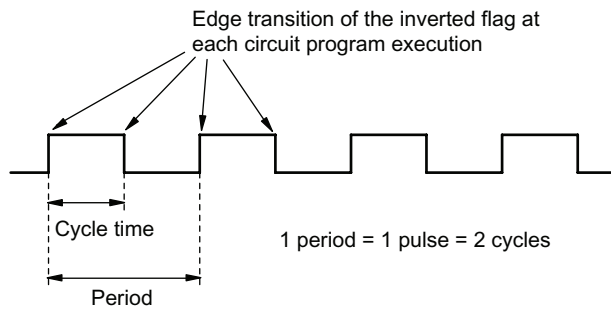 Edge transition of the inverted flag at
each circuit program execution
Cycle time
1 period = 1 pulse = 2 cycles
Period